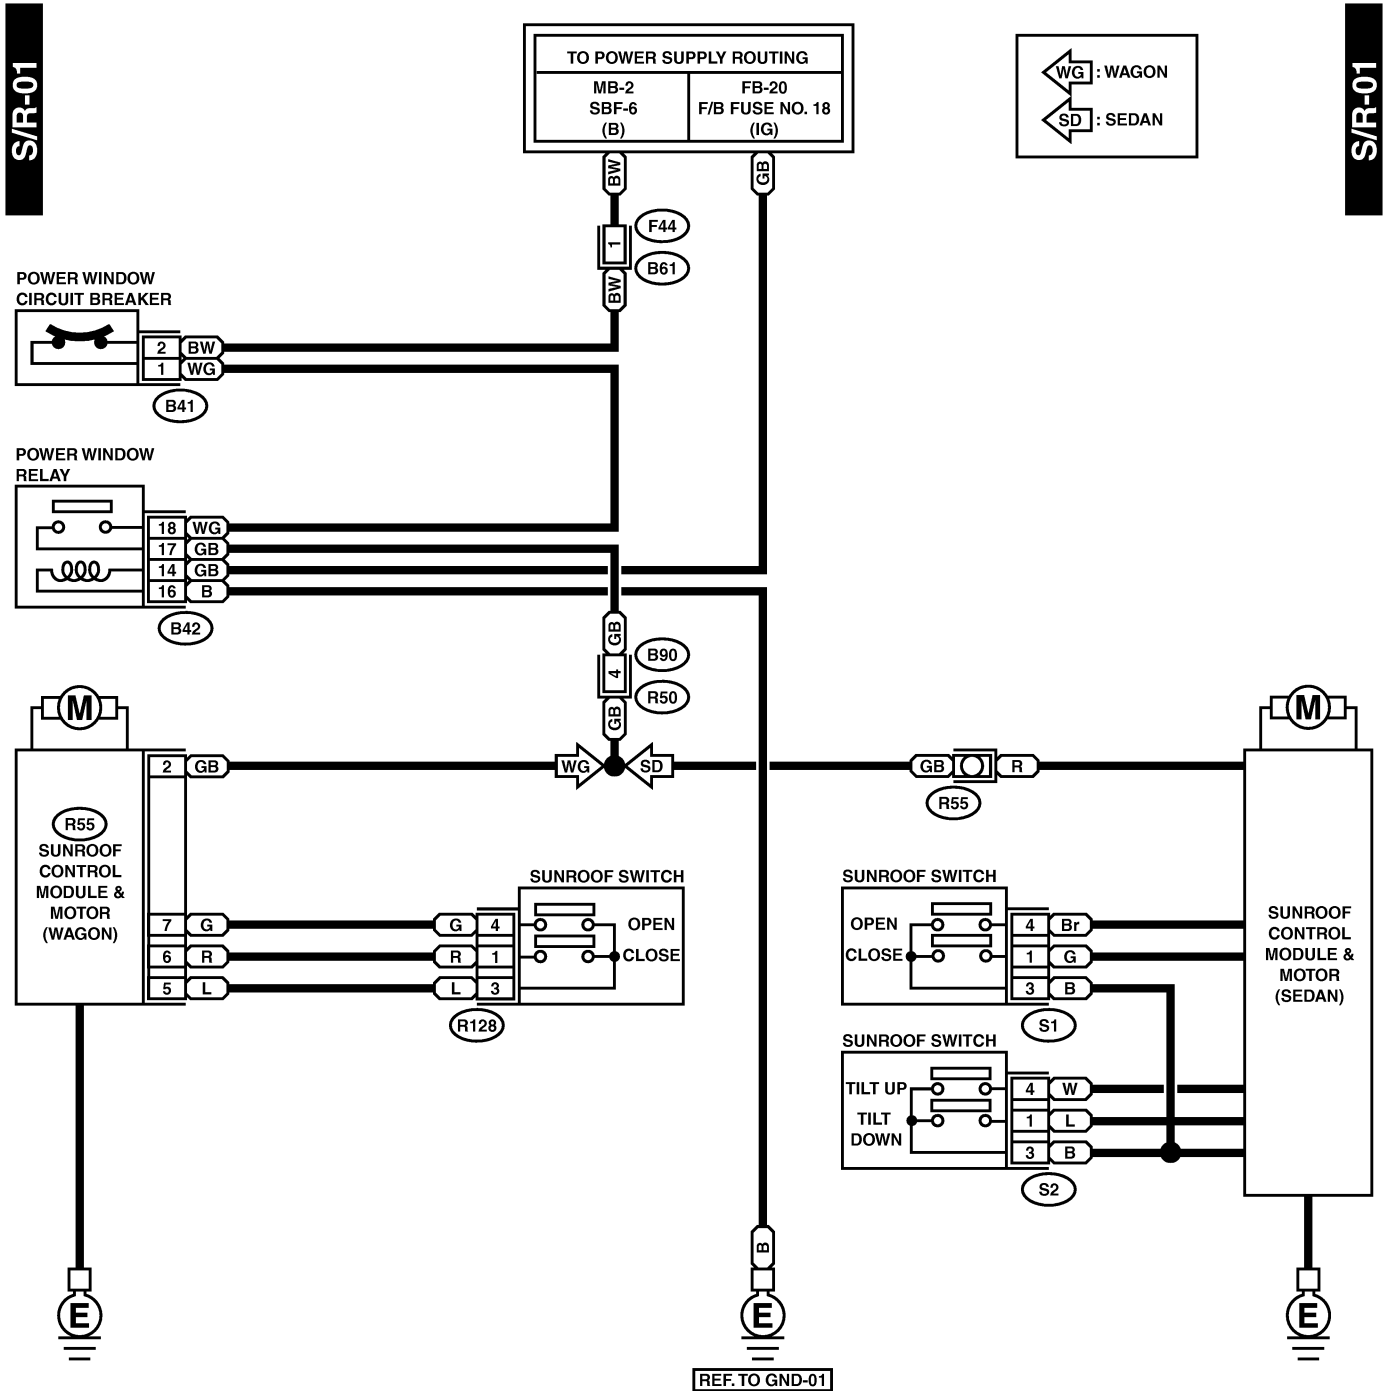 S/R-01
S/R-01
TO POWER SUPPLY ROUTING
MB-2
SBF-6
(B)
FB-20
F/B FUSE NO. 18
(IG)
WG : WAGON
SD : SEDAN
BW
GB
1
F44
B61
BW
POWER WINDOW
CIRCUIT BREAKER
2 BW
1 WG
B41
POWER WINDOW
RELAY
18 WG
17 GB
14 GB
16 B
B42
GB
4
B90
R50
GB
M
M
2 GB
WG
SD
GB
R
R55
R55
SUNROOF
CONTROL
MODULE &
MOTOR
(WAGON)
7 G
6 R
5 L
G 4
R 1
L 3
R128
SUNROOF SWITCH
OPEN
CLOSE
SUNROOF SWITCH
OPEN
CLOSE
4 Br
1 G
3 B
S1
SUNROOF SWITCH
TILT UP
TILT
DOWN
4 W
1 L
3 B
S2
SUNROOF
CONTROL
MODULE &
MOTOR
(SEDAN)
B
E
E
E
REF. TO GND-01